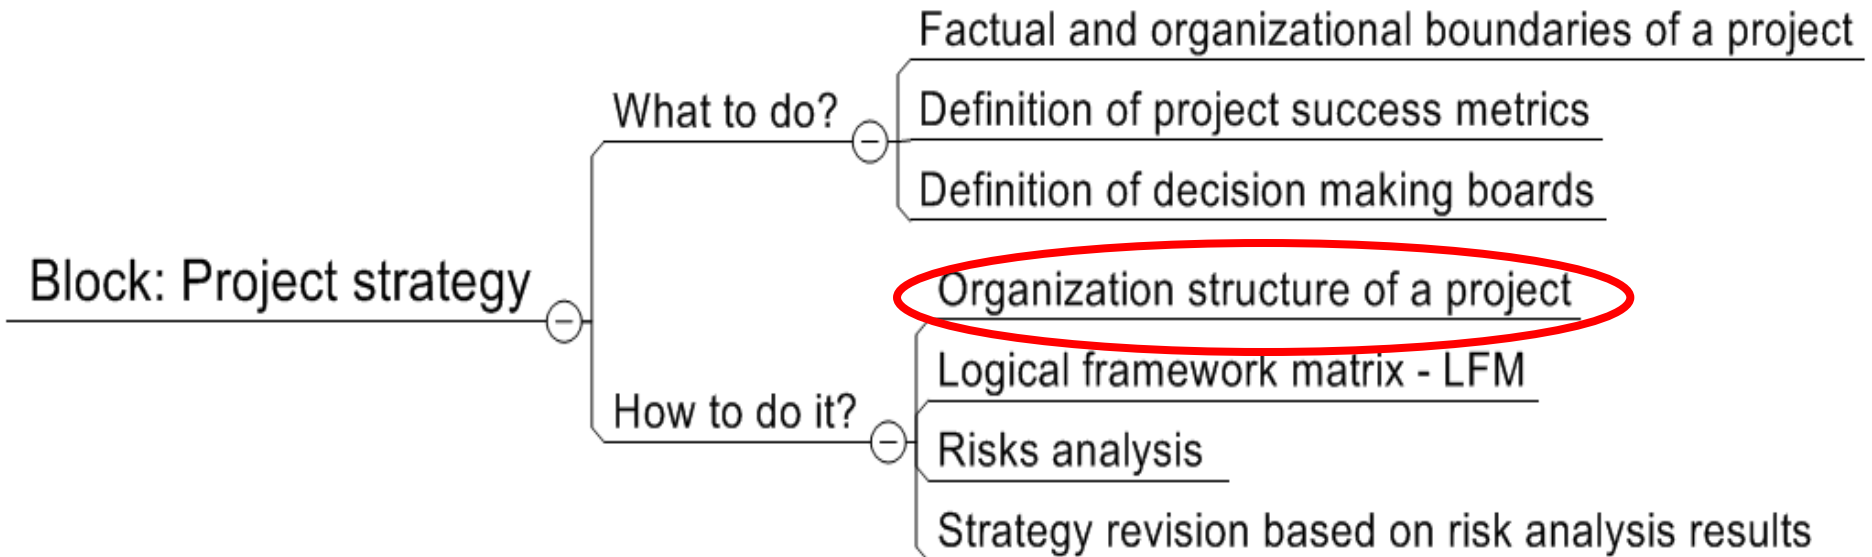 Block: Project strategy
What to do?
Factual and organizational boundaries of a project
Definition of project success metrics
Definition of decision making boards
How to do it?
Organization structure of a project
Logical framework matrix - LFM
Risks analysis
Strategy revision based on risk analysis results